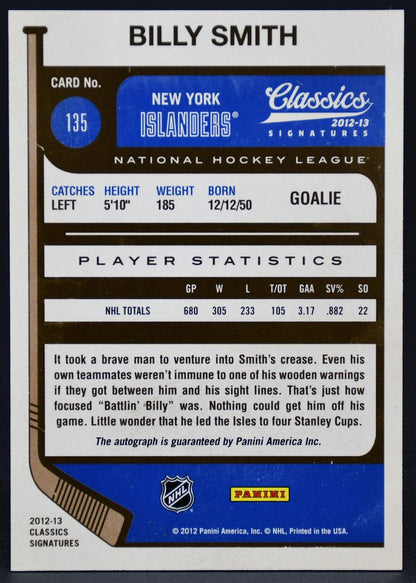 BILLY SMITH
CARD No.
135
NEW YORK
ISLANDERS®
Classics
2012-13
SIGNATURES
NATIONAL HOCKEY LEAGUE
CATCHES HEIGHT WEIGHT BORN
LEFT 5'10" 185 12/12/50
GOALIE
PLAYER STATISTICS
GP W L T/OT GAA SV% SO
NHL TOTALS 680 305 233 105 3.17 .882 22
It took a brave man to venture into Smith's crease. Even his
own teammates weren't immune to one of his wooden warnings
if they got between him and his sight lines. That's just how
focused "Battlin' Billy" was. Nothing could get him off his
game. Little wonder that he led the Isles to four Stanley Cups.
The autograph is guaranteed by Panini America Inc.
NHL
PANINI
2012-13
CLASSICS
SIGNATURES
© 2012 Panini America, Inc. © NHL, Printed in the USA.